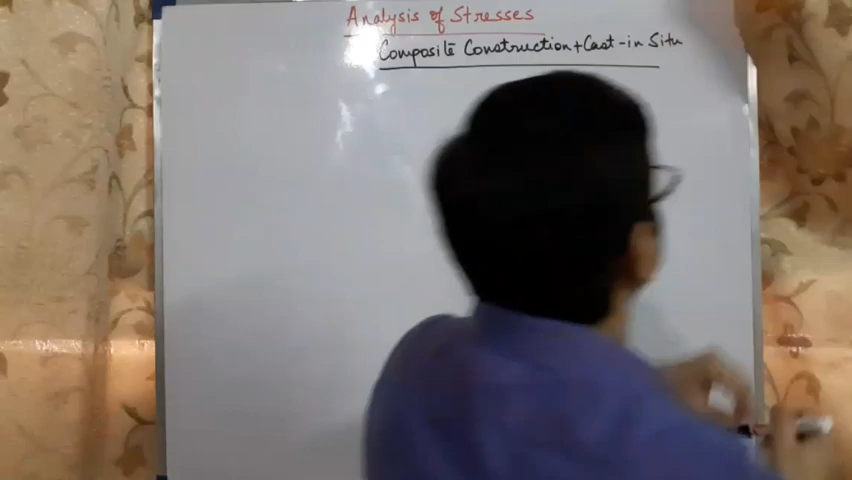 Analysis of Stresses
Composite Construction+Cast-in Situ